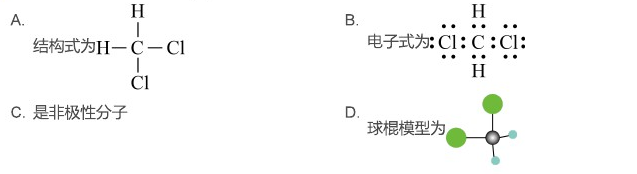 A. 结构式为
H
H—C—Cl
Cl
B. 电子式为
H
:Cl:C:Cl:
H
C. 是非极性分子
D. 球棍模型为